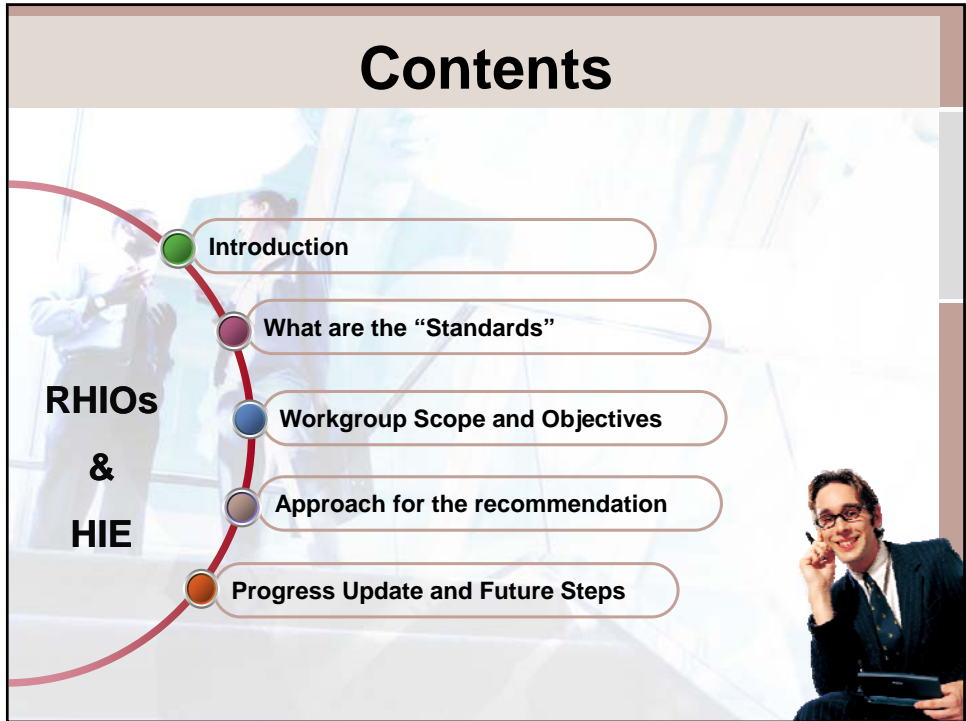 Contents
Introduction
What are the “Standards”
Workgroup Scope and Objectives
Approach for the recommendation
Progress Update and Future Steps
RHIOs
&
HIE